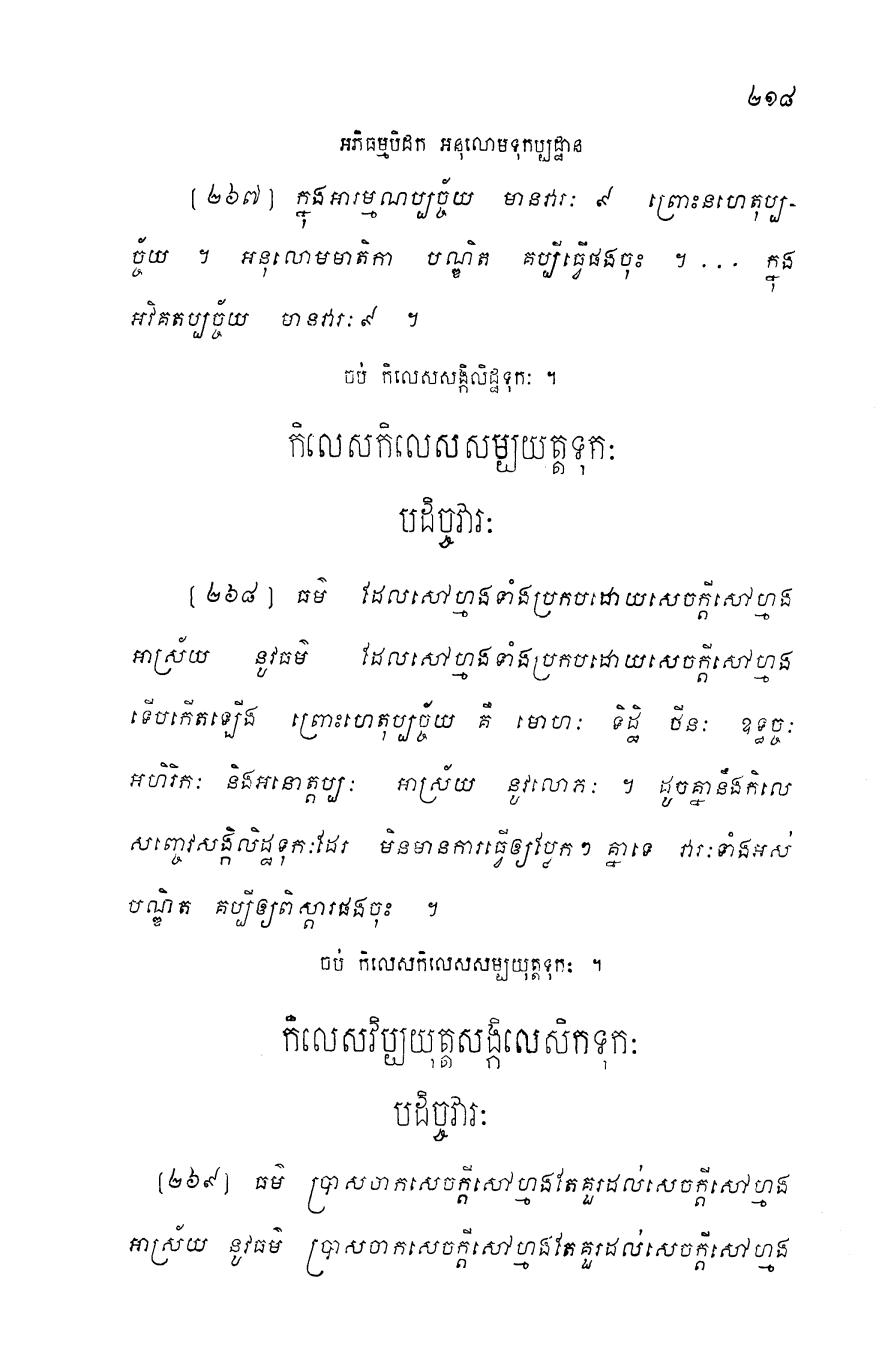 ២១៨
អភិធម្មបិដក អនុលោមទុកប្បដ្ឋាន
[២៦៧] ក្នុងអារម្មណប្បច្ច័យ មានវារៈ ៩ ព្រោះនហេតុប្ប-
ច្ច័យ ។ អនុលោមមាតិកា បណ្ឌិត គប្បីធ្វើផងចុះ ។ ... ក្នុង
អវិគតប្បច្ច័យ មានវារៈ ៩ ។
ចប់ កិលេសសង្កិលិដ្ឋទុកៈ ។
កិលេសកិលេសសម្បយត្តទុកៈ
បដិច្ចវារៈ
[២៦៨] ធម៌ ដែលសៅហ្មងទាំងប្រកបដោយសេចក្តីសៅហ្មង
អាស្រ័យ នូវធម៌ ដែលសៅហ្មងទាំងប្រកបដោយសេចក្តីសៅហ្មង
ទើបកើតឡើង ព្រោះហេតុប្បច្ច័យ គឺ មោហៈ ទិដ្ឋិ ថីនៈ ឧទ្ធច្ចៈ
អហិរិកៈ និងអនោត្តប្បៈ អាស្រ័យ នូវលោភៈ ។ ដូចគ្នានឹងកិលេ
សញ្ចេវសង្កិលិដ្ឋទុកៈដែរ មិនមានការធ្វើឲ្យប្លែកៗ គ្នាទេ វារៈទាំងអស់
បណ្ឌិត គប្បីឲ្យពិស្តារផងចុះ ។
ចប់ កិលេសកិលេសសម្បយុត្តទុកៈ ។
កិលេសវិប្បយុត្តសង្កិលេសិកទុកៈ
បដិច្ចវារៈ
[២៦៩] ធម៌ ប្រាសចាកសេចក្តីសៅហ្មងតែគួរដល់សេចក្តីសៅហ្មង
អាស្រ័យ នូវធម៌ ប្រាសចាកសេចក្តីសៅហ្មងតែគួរដល់សេចក្តីសៅហ្មង